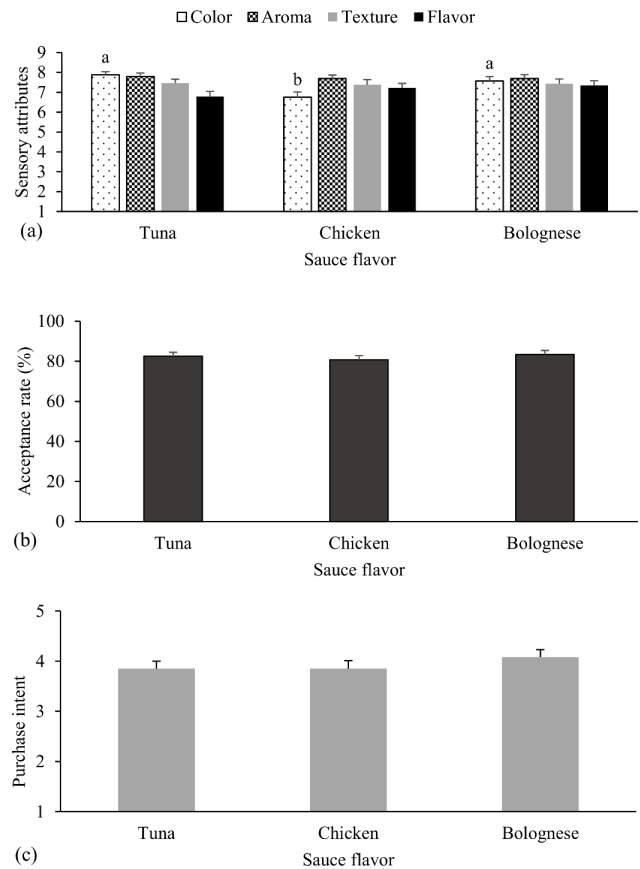 Color Aroma Texture Flavor
Sensory attributes
9
8
7
6
5
4
3
2
1
a
b
a
(a)
Tuna Chicken Bolognese
Sauce flavor
Acceptance rate (%)
100
80
60
40
20
0
(b)
Tuna Chicken Bolognese
Sauce flavor
Purchase intent
5
4
3
2
1
(c)
Tuna Chicken Bolognese
Sauce flavor